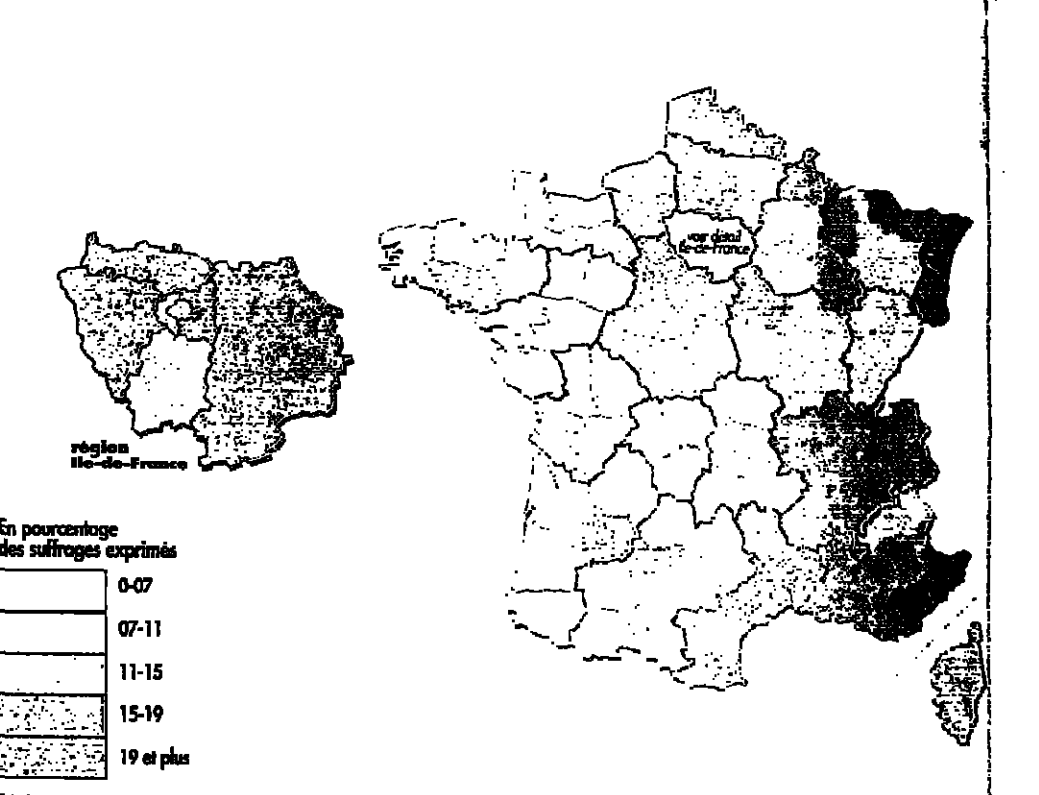 voir détail
Ile-de-France
région
Ile-de-France
En pourcentage
des suffrages exprimés
0-07
07-11
11-15
15-19
19 et plus